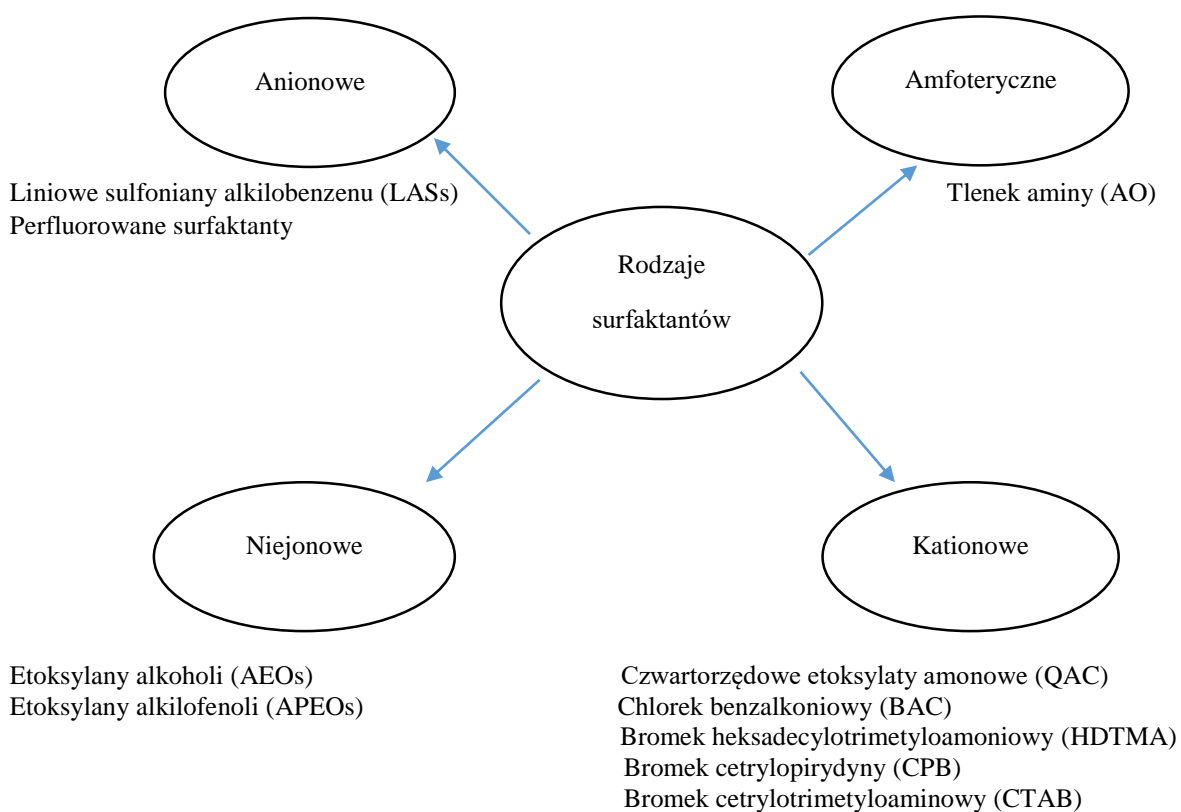 Anionowe
Amfoteryczne
Liniowe sulfoniany alkilobenzenu (LASs)
Perfluorowane surfaktanty
Tlenek aminy (AO)
Rodzaje
surfaktantów
Niejonowe
Kationowe
Etoksylany alkoholi (AEOs)
Etoksylany alkilofenoli (APEOs)
Czwartorzędowe etoksylaty amonowe (QAC)
Chlorek benzalkoniowy (BAC)
Bromek heksadecylotrimetyloamoniowy (HDTMA)
Bromek cetrylopirydyny (CPB)
Bromek cetrylotrimetyloaminowy (CTAB)